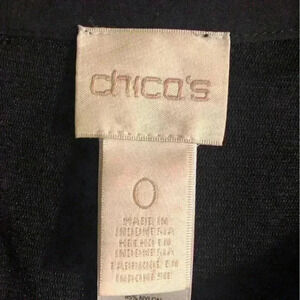 chico's
0
MADE IN
INDONESIA
HECHO EN
INDONESIA
FABRIQUÉ EN
INDONÉSIE